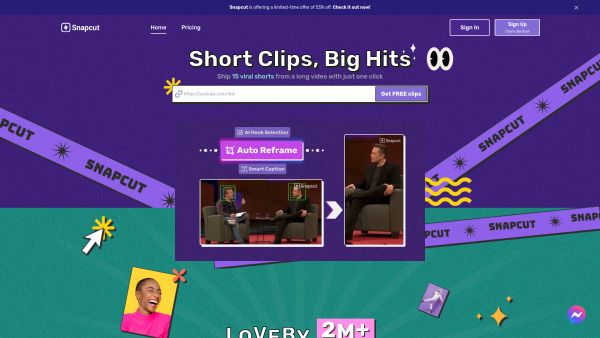 Snapcut is offering a limited-time offer of 53% off. Check it out now!
Snapcut
Home
Pricing
Sign In
Sign Up
Short Clips, Big Hits
Ship 15 viral shorts from a long video with just one click
https://youtube.com/link
Get FREE clips
AI Hook Selection
Auto Reframe
Smart Caption
Snapcut
Snapcut
SNAPCUT
SNAPCUT
SNAPCUT
SNAPCUT
SNAPCUT
SNAPCUT
LOVEBY 2M+